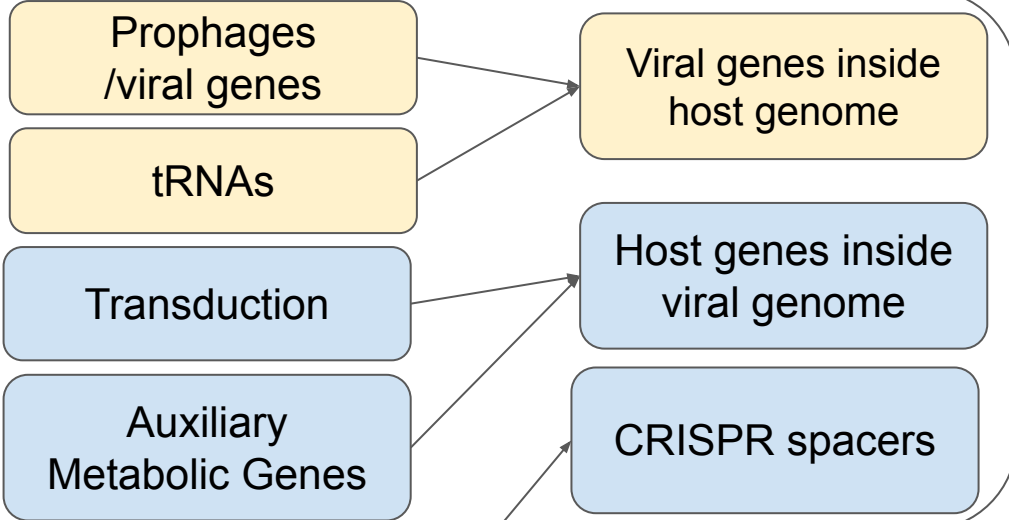 Prophages
/viral genes
tRNAs
Transduction
Auxiliary
Metabolic Genes
Viral genes inside
host genome
Host genes inside
viral genome
CRISPR spacers